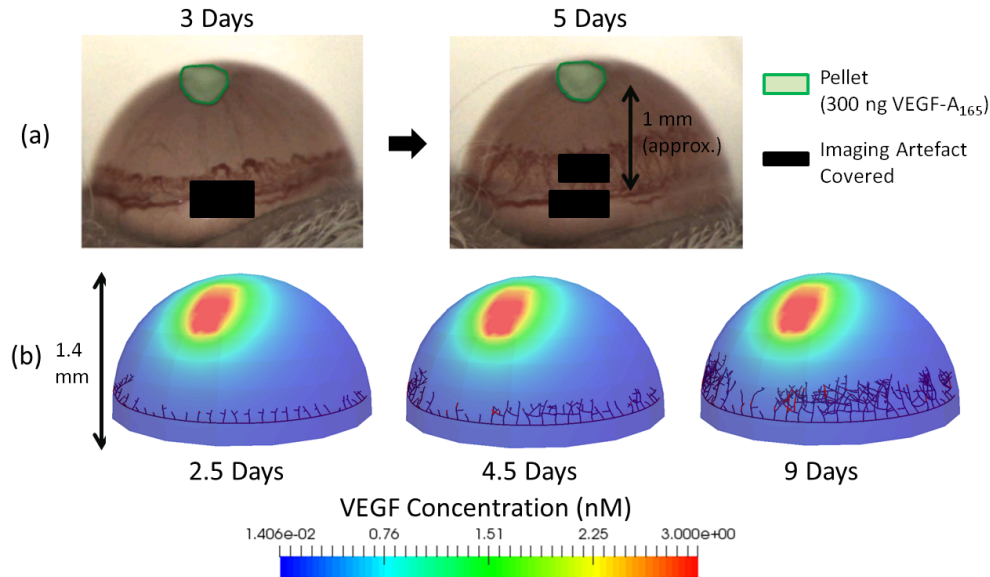 3 Days
5 Days
(a)
1 mm
(approx.)
Pellet
(300 ng VEGF-A₁₆₅)
Imaging Artefact
Covered
(b)
1.4
mm
2.5 Days
4.5 Days
9 Days
VEGF Concentration (nM)
1.406e-02 0.76 1.51 2.25 3.000e+00